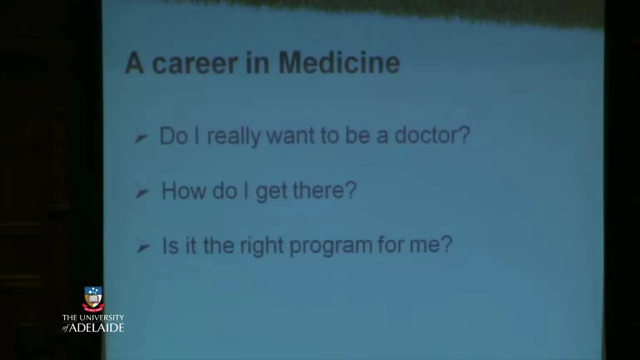 A career in Medicine
Do I really want to be a doctor?
How do I get there?
Is it the right program for me?
THE UNIVERSITY
of ADELAIDE